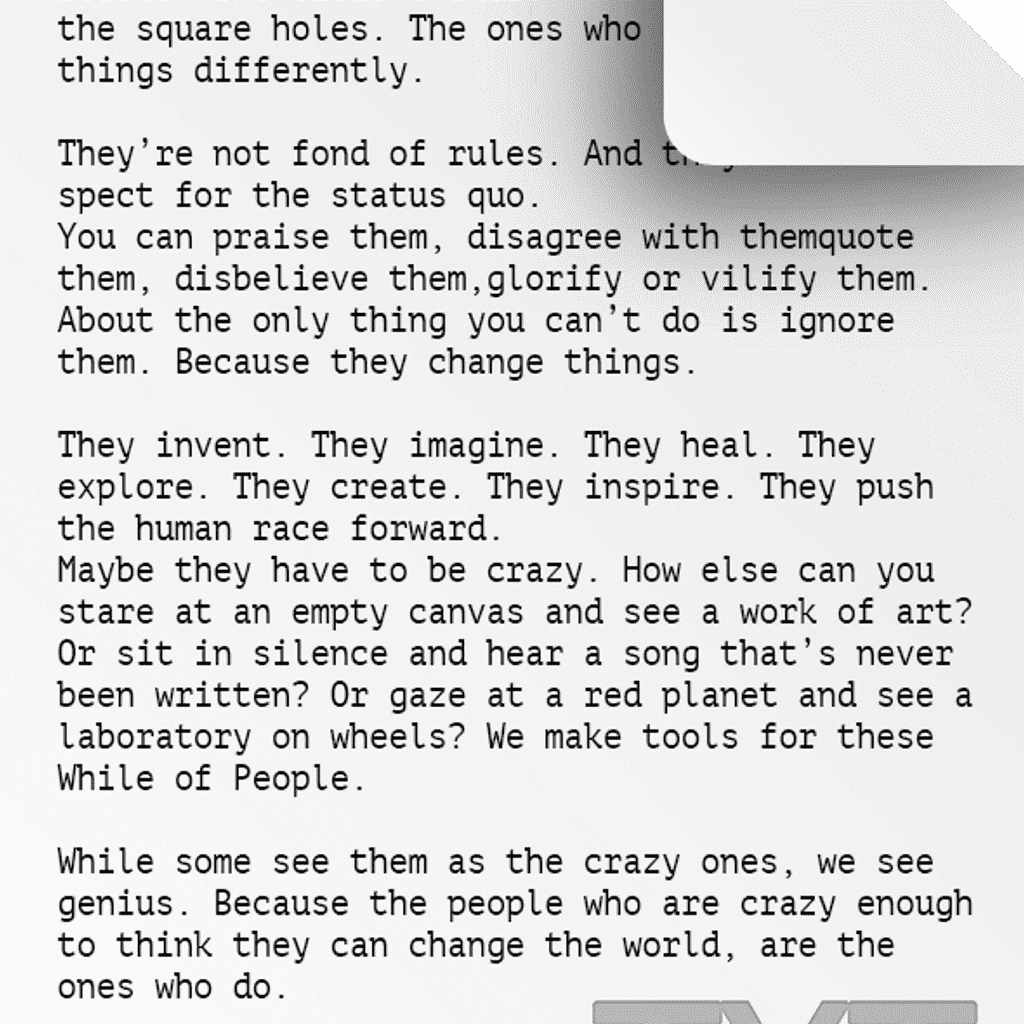 the square holes. The ones who
things differently.
They’re not fond of rules. And they
spect for the status quo.
You can praise them, disagree with themquote
them, disbelieve them,glorify or vilify them.
About the only thing you can’t do is ignore
them. Because they change things.
They invent. They imagine. They heal. They
explore. They create. They inspire. They push
the human race forward.
Maybe they have to be crazy. How else can you
stare at an empty canvas and see a work of art?
Or sit in silence and hear a song that’s never
been written? Or gaze at a red planet and see a
laboratory on wheels? We make tools for these
While of People.
While some see them as the crazy ones, we see
genius. Because the people who are crazy enough
to think they can change the world, are the
ones who do.